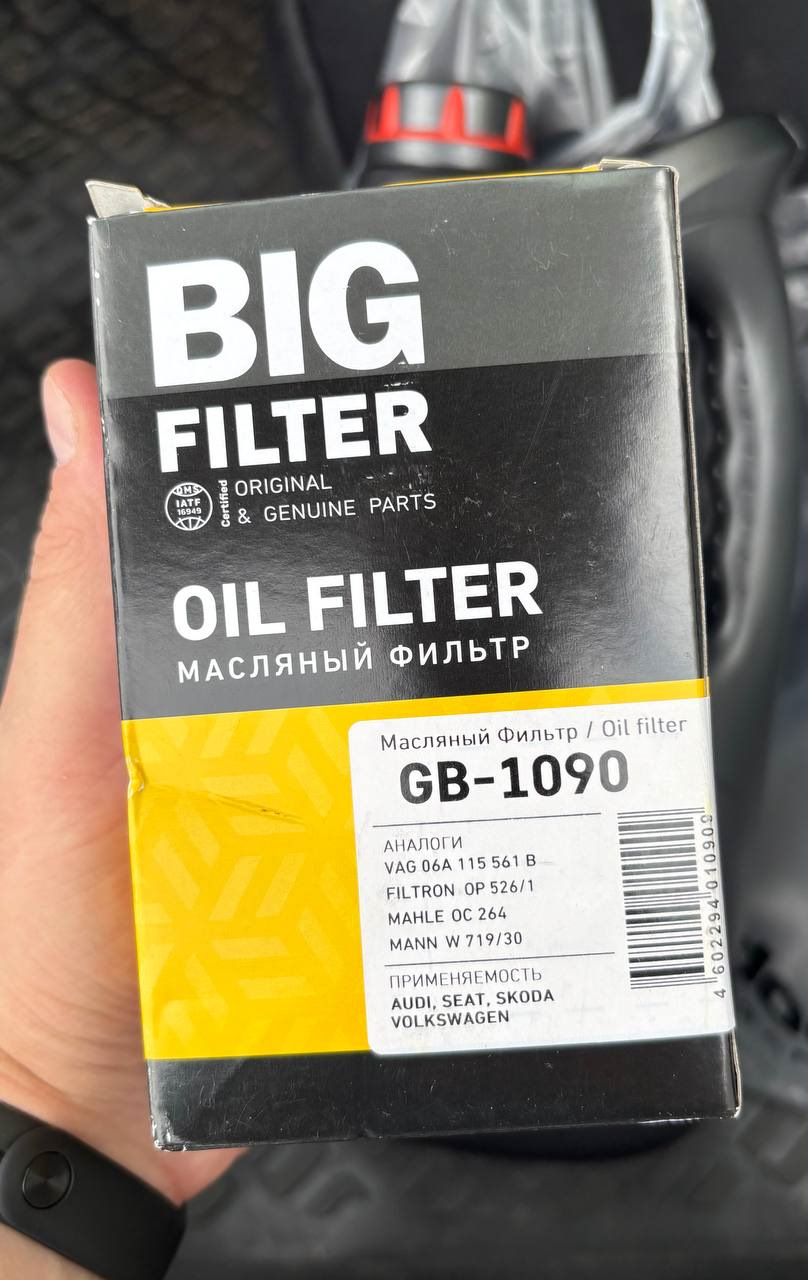 BIG
FILTER
QMS
IATF
16949
Certified
ORIGINAL
& GENUINE PARTS
OIL FILTER
МАСЛЯНЫЙ ФИЛЬТР
Масляный Фильтр / Oil filter
GB-1090
АНАЛОГИ
VAG 06A 115 561 B
FILTRON OP 526/1
MAHLE OC 264
MANN W 719/30
ПРИМЕНЯЕМОСТЬ
AUDI, SEAT, SKODA
VOLKSWAGEN
4 602294 010909